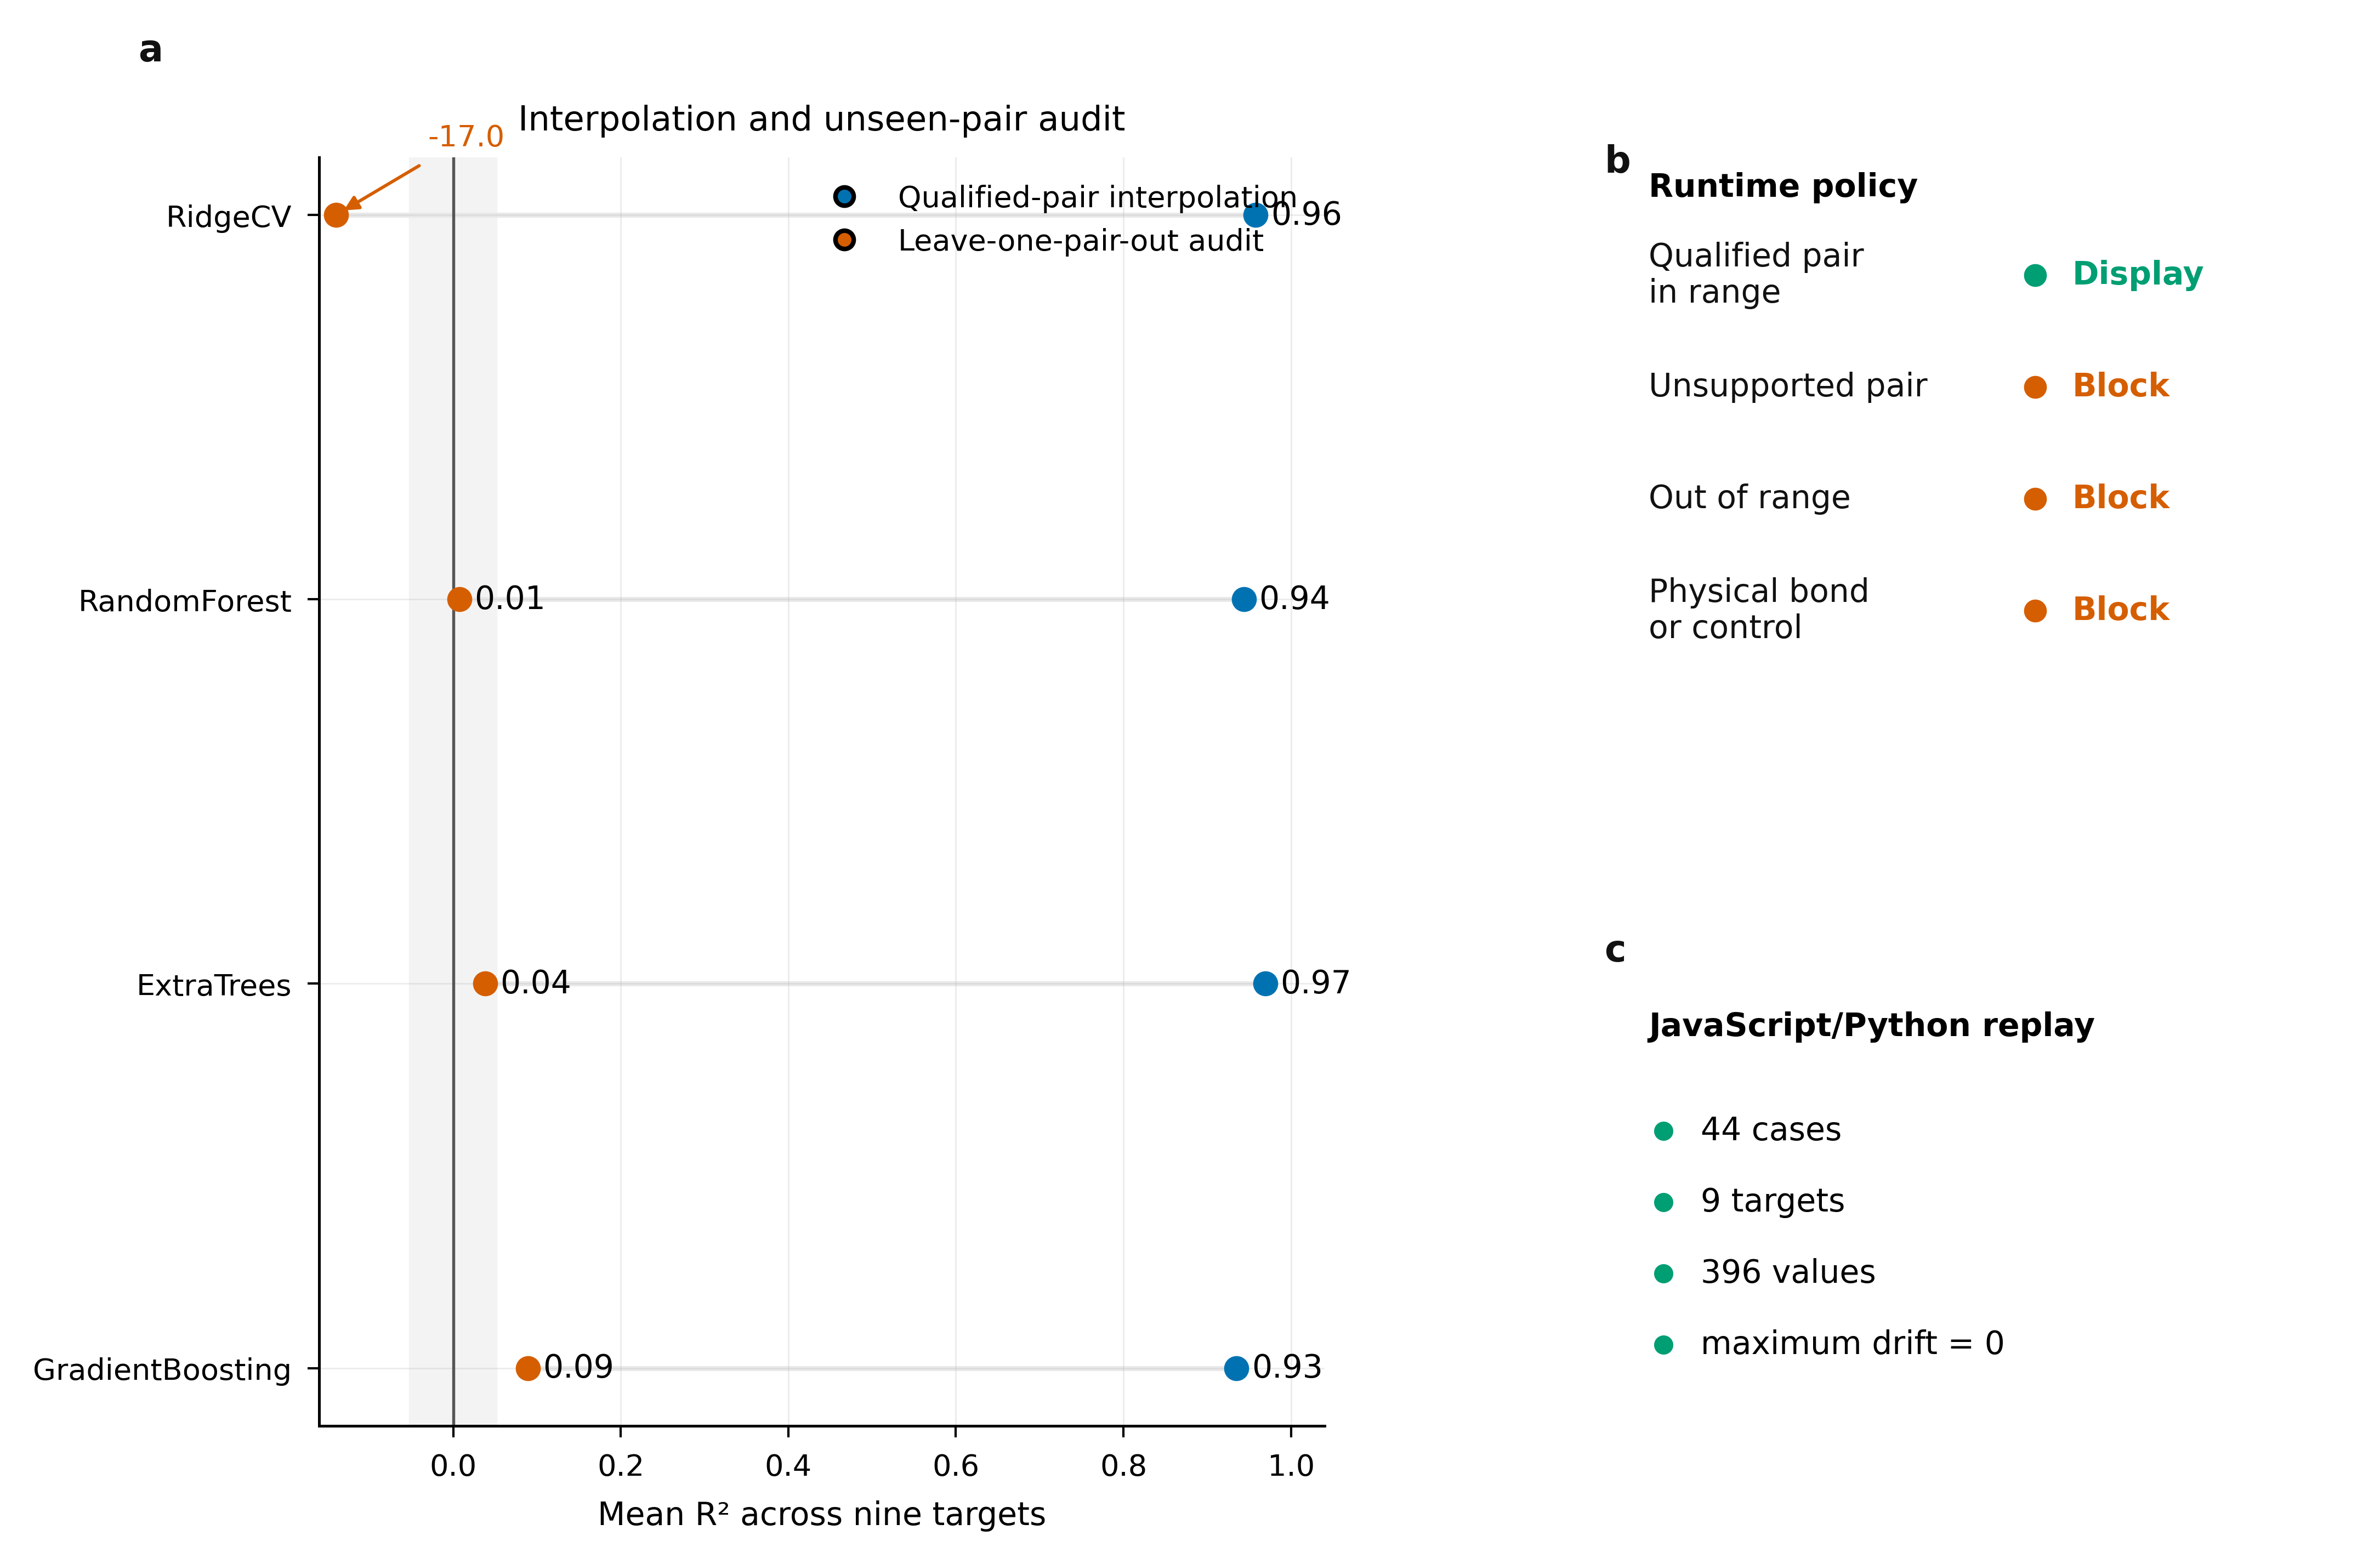 a
Interpolation and unseen-pair audit
-17.0
Qualified-pair interpolation
Leave-one-pair-out audit
RidgeCV
0.96
RandomForest
0.01
0.94
ExtraTrees
0.04
0.97
GradientBoosting
0.09
0.93
0.0
0.2
0.4
0.6
0.8
1.0
Mean R² across nine targets
b
Runtime policy
Qualified pair
in range
Display
Unsupported pair
Block
Out of range
Block
Physical bond
or control
Block
c
JavaScript/Python replay
44 cases
9 targets
396 values
maximum drift = 0